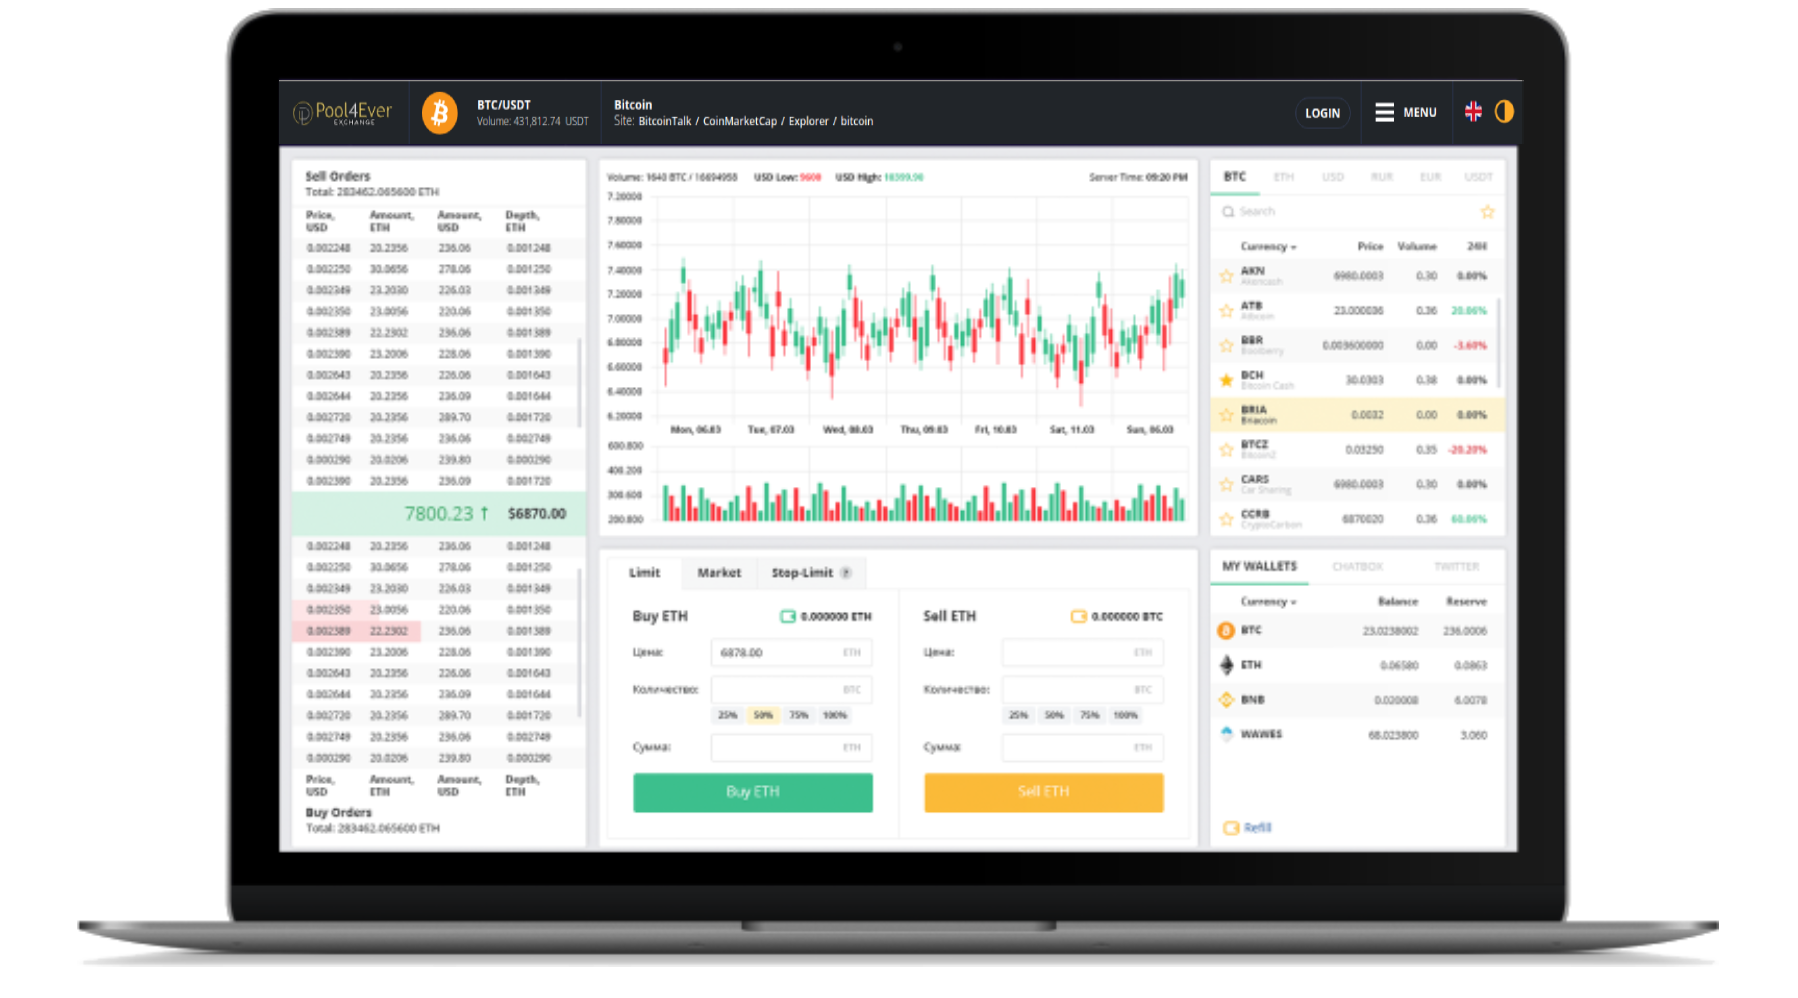 Pool4Ever
EXCHANGE
BTC/USDT
Volume: 431,812.74 USDT
Bitcoin
Site: BitcoinTalk / CoinMarketCap / Explorer / bitcoin
LOGIN
MENU
Sell Orders
Total: 283462.065600 ETH
Price, USD Amount, ETH Amount, USD Depth, ETH
0.002248 20.2356 236.06 0.001248
0.002250 30.0656 278.06 0.001250
0.002349 23.2030 226.03 0.001349
0.002350 23.0056 220.06 0.001350
0.002389 22.2302 236.06 0.001389
0.002390 23.2006 228.06 0.001390
0.002643 20.2356 226.06 0.001643
0.002644 20.2356 236.09 0.001644
0.002720 20.2356 289.70 0.001720
0.002749 20.2356 236.06 0.002749
0.000290 20.0206 239.80 0.000290
0.002390 20.2356 236.09 0.001720
7800.23 ↑ $6870.00
0.002248 20.2356 236.06 0.001248
0.002250 30.0656 278.06 0.001250
0.002349 23.2030 226.03 0.001349
0.002350 23.0056 220.06 0.001350
0.002389 22.2302 236.06 0.001389
0.002390 23.2006 228.06 0.001390
0.002643 20.2356 226.06 0.001643
0.002644 20.2356 236.09 0.001644
0.002720 20.2356 289.70 0.001720
0.002749 20.2356 236.06 0.002749
0.000290 20.0206 239.80 0.000290
Price, USD Amount, ETH Amount, USD Depth, ETH
Buy Orders
Total: 283462.065600 ETH
Volume: 1640 BTC / 16694958 USD Low: 9600 USD High: 10399.90 Server Time: 09:20 PM
7.20000
7.80000
7.60000
7.40000
7.20000
7.00000
6.80000
6.60000
6.40000
6.20000
Mon, 06.03 Tue, 07.03 Wed, 08.03 Thu, 09.03 Fri, 10.03 Sat, 11.03 Sun, 06.03
600.800
400.200
300.600
200.800
Limit Market Stop-Limit ?
Buy ETH 0.000000 ETH
Цена: 6878.00 ETH
Количество: BTC
25% 50% 75% 100%
Сумма: ETH
Buy ETH
Sell ETH 0.000000 BTC
Цена: ETH
Количество: BTC
25% 50% 75% 100%
Сумма: ETH
Sell ETH
BTC ETH USD RUR EUR USDT
Search
Currency Price Volume 24H
AKN 6980.0003 0.30 0.00%
ATB 23.000036 0.36 20.06%
BBR 0.003600000 0.00 -3.60%
BCH 30.0303 0.38 0.00%
Bitcoin Cash
BRIA 0.0032 0.00 0.00%
Briacoin
BTCZ 0.03250 0.35 -20.20%
BitcoinZ
CARS 6980.0003 0.30 0.00%
Car Sharing
CCRB 6870020 0.36 60.06%
CryptoCarbon
MY WALLETS CHATBOX TWITTER
Currency Balance Reserve
BTC 23.0238002 236.0006
ETH 0.06580 0.0863
BNB 0.020008 6.0078
WAWES 68.023800 3.060
Refill